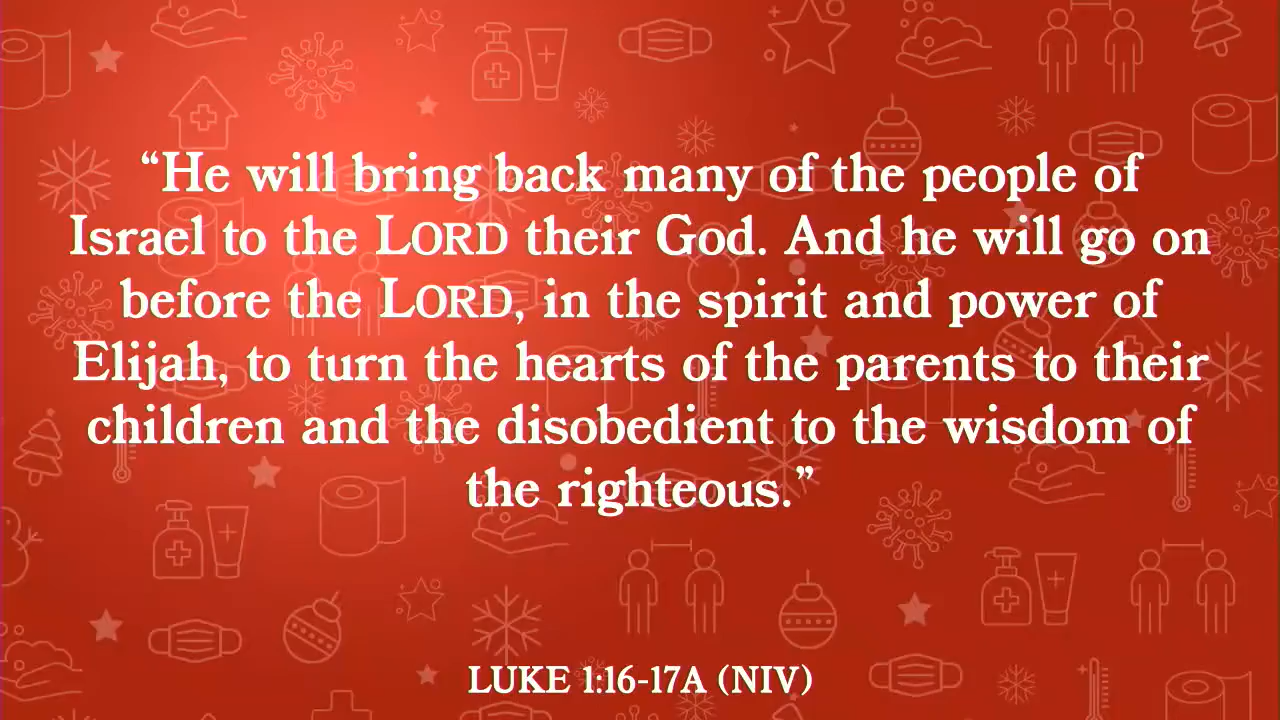 “He will bring back many of the people of
Israel to the LORD their God. And he will go on
before the LORD, in the spirit and power of
Elijah, to turn the hearts of the parents to their
children and the disobedient to the wisdom of
the righteous.”
LUKE 1:16-17A (NIV)